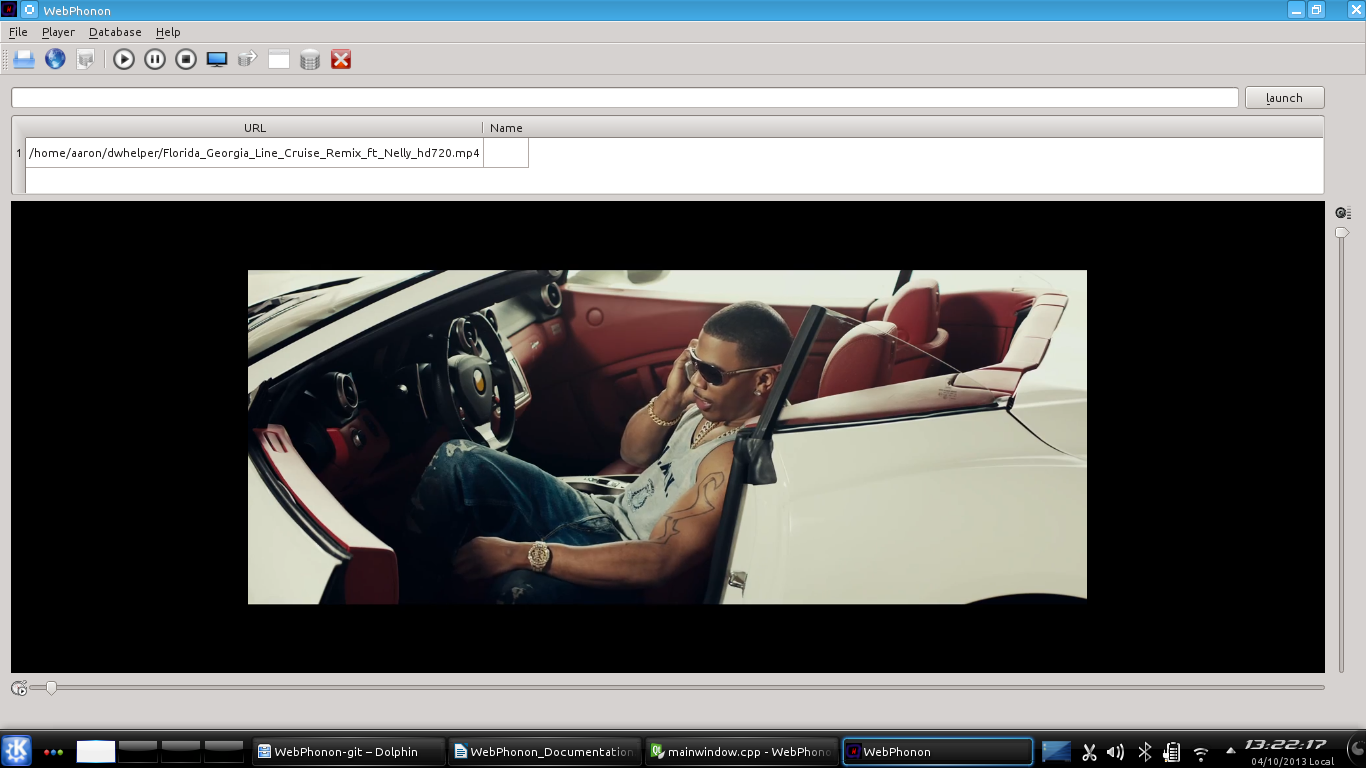 WebPhonon
File Player Database Help
launch
URL Name
1 /home/aaron/dwhelper/Florida_Georgia_Line_Cruise_Remix_ft_Nelly_hd720.mp4
WebPhonon-git – Dolphin WebPhonon_Documentation mainwindow.cpp - WebPhono WebPhonon 13:22:17
04/10/2013 Local